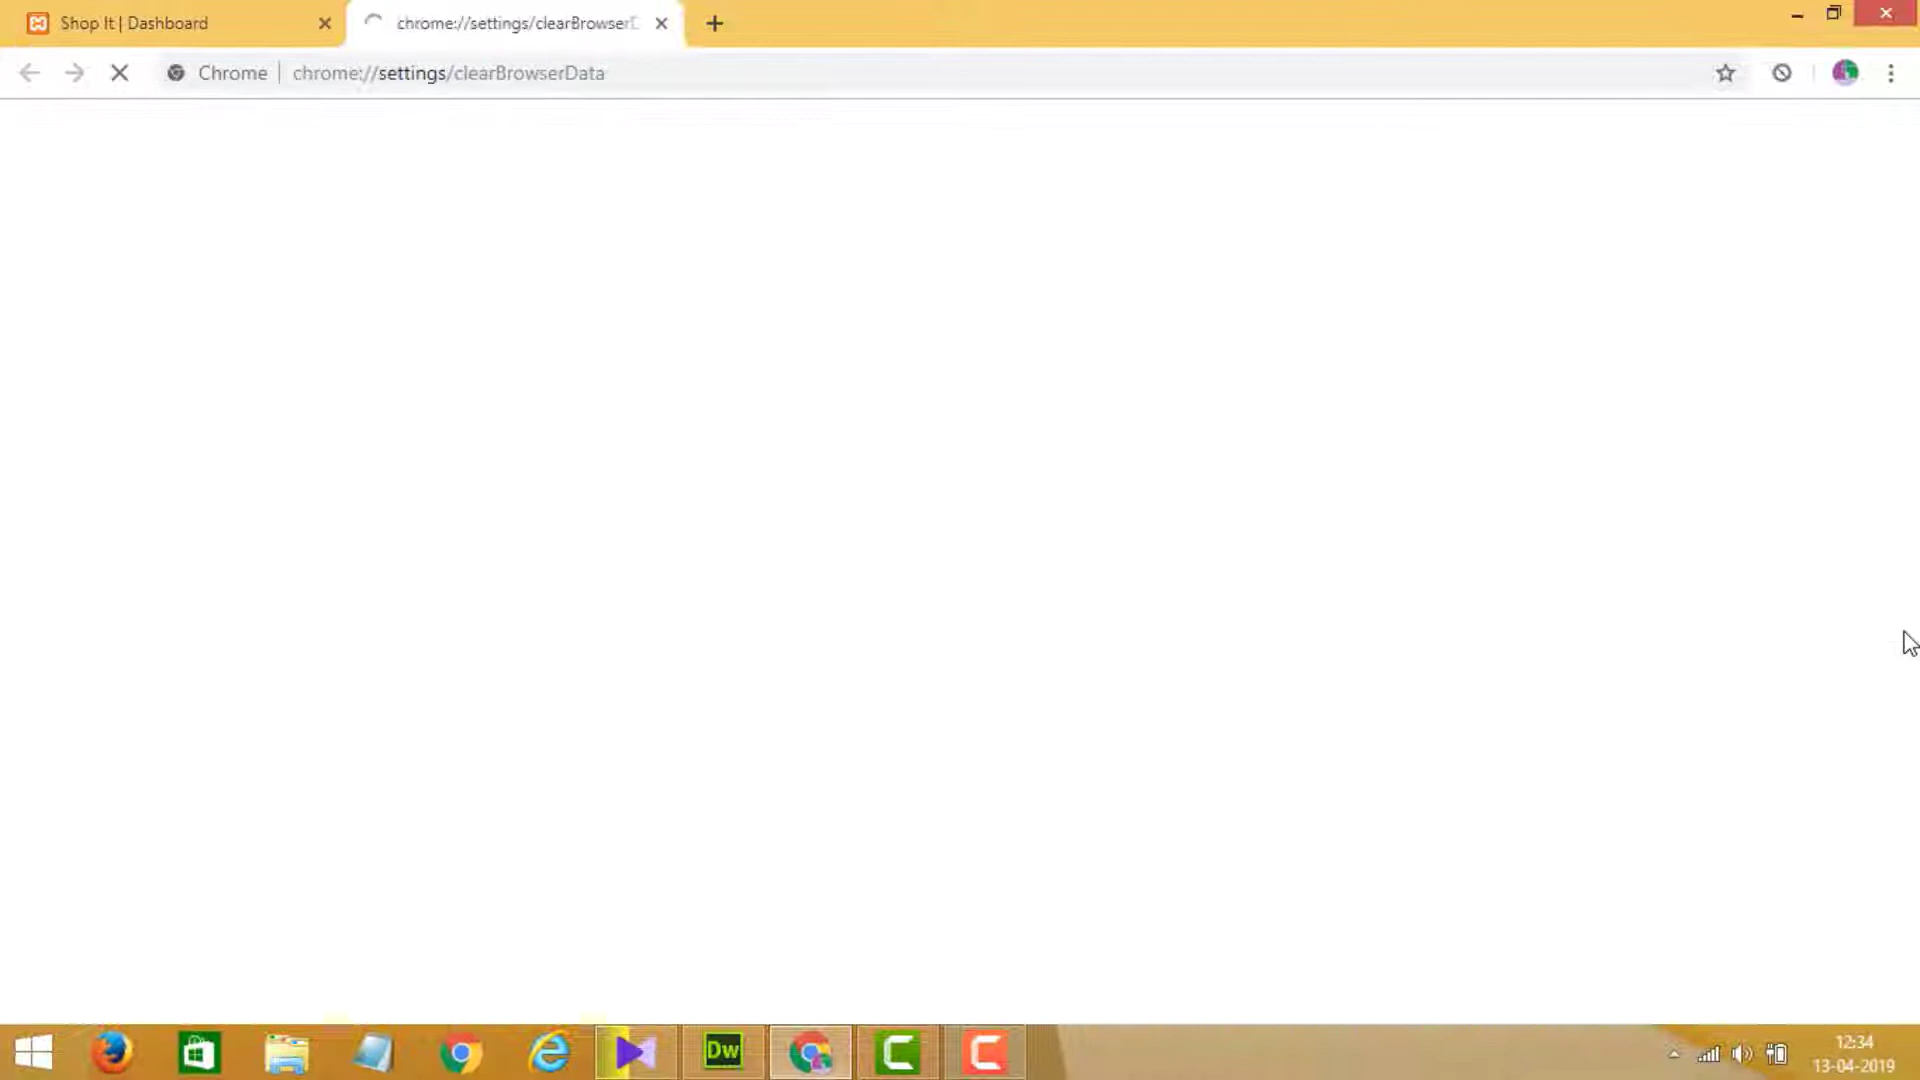 Shop It | Dashboard
chrome://settings/clearBrowserD
Chrome
chrome://settings/clearBrowserData
Dw
12:34
13-04-2019